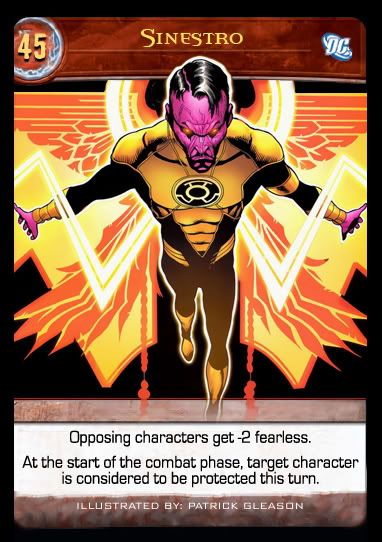 45
Sinestro
DC
Opposing characters get -2 fearless.
At the start of the combat phase, target character
is considered to be protected this turn.
ILLUSTRATED BY: PATRICK GLEASON